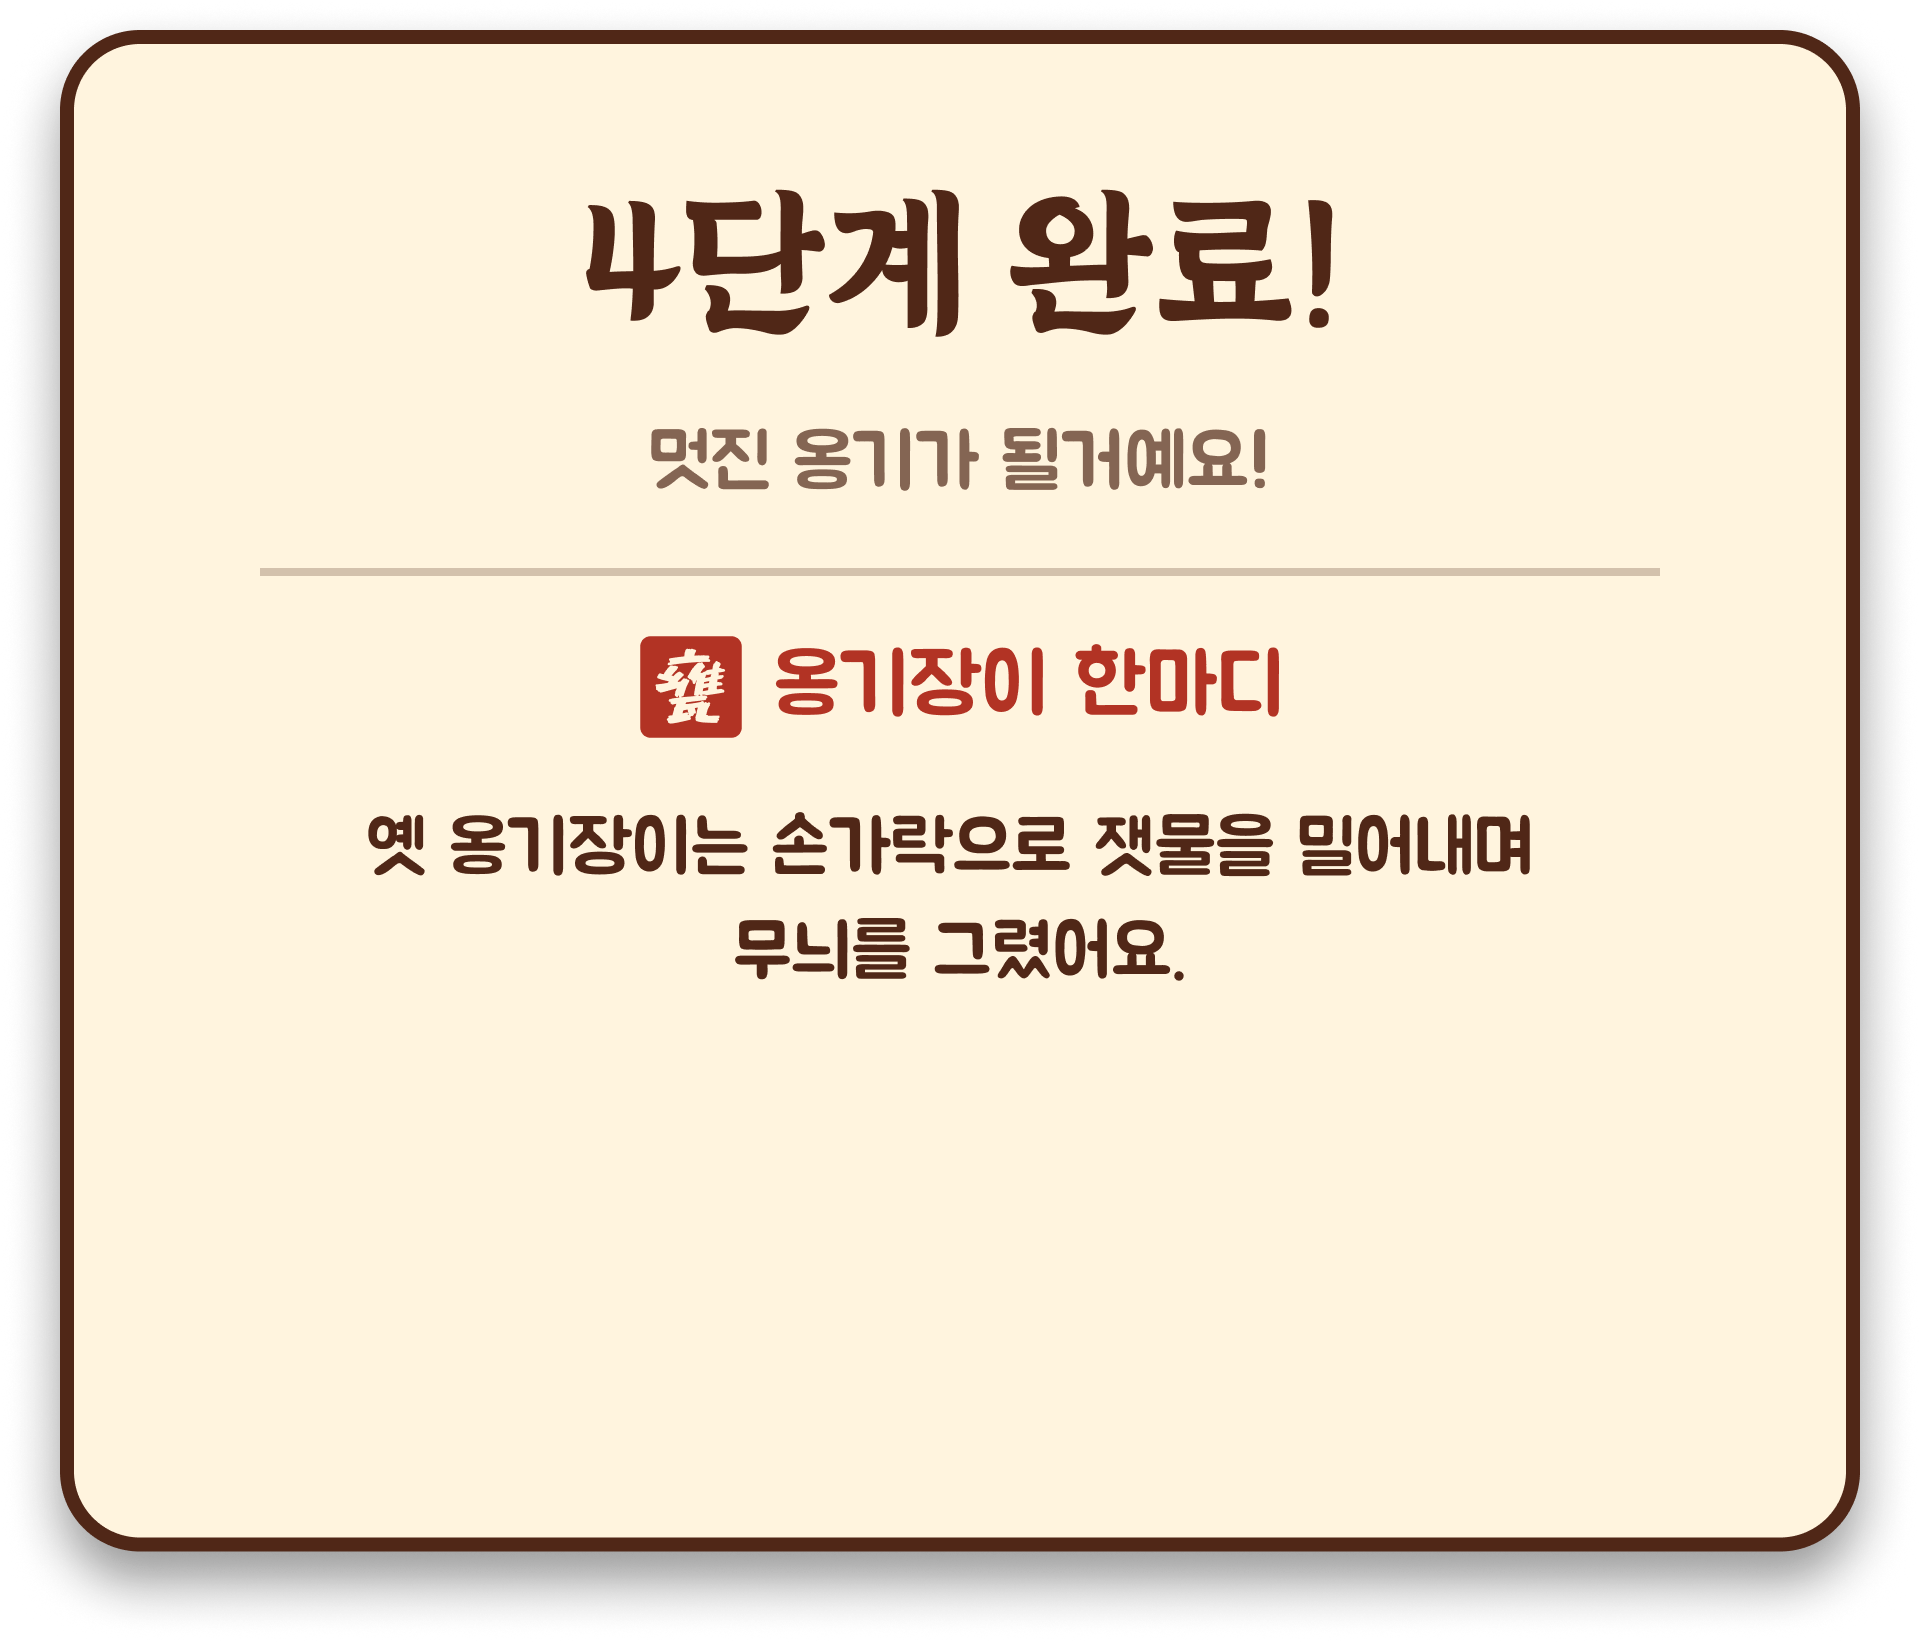 4단계 완료!
멋진 옹기가 될거예요!
甕 옹기장이 한마디
옛 옹기장이는 손가락으로 잿물을 밀어내며
무늬를 그렸어요.